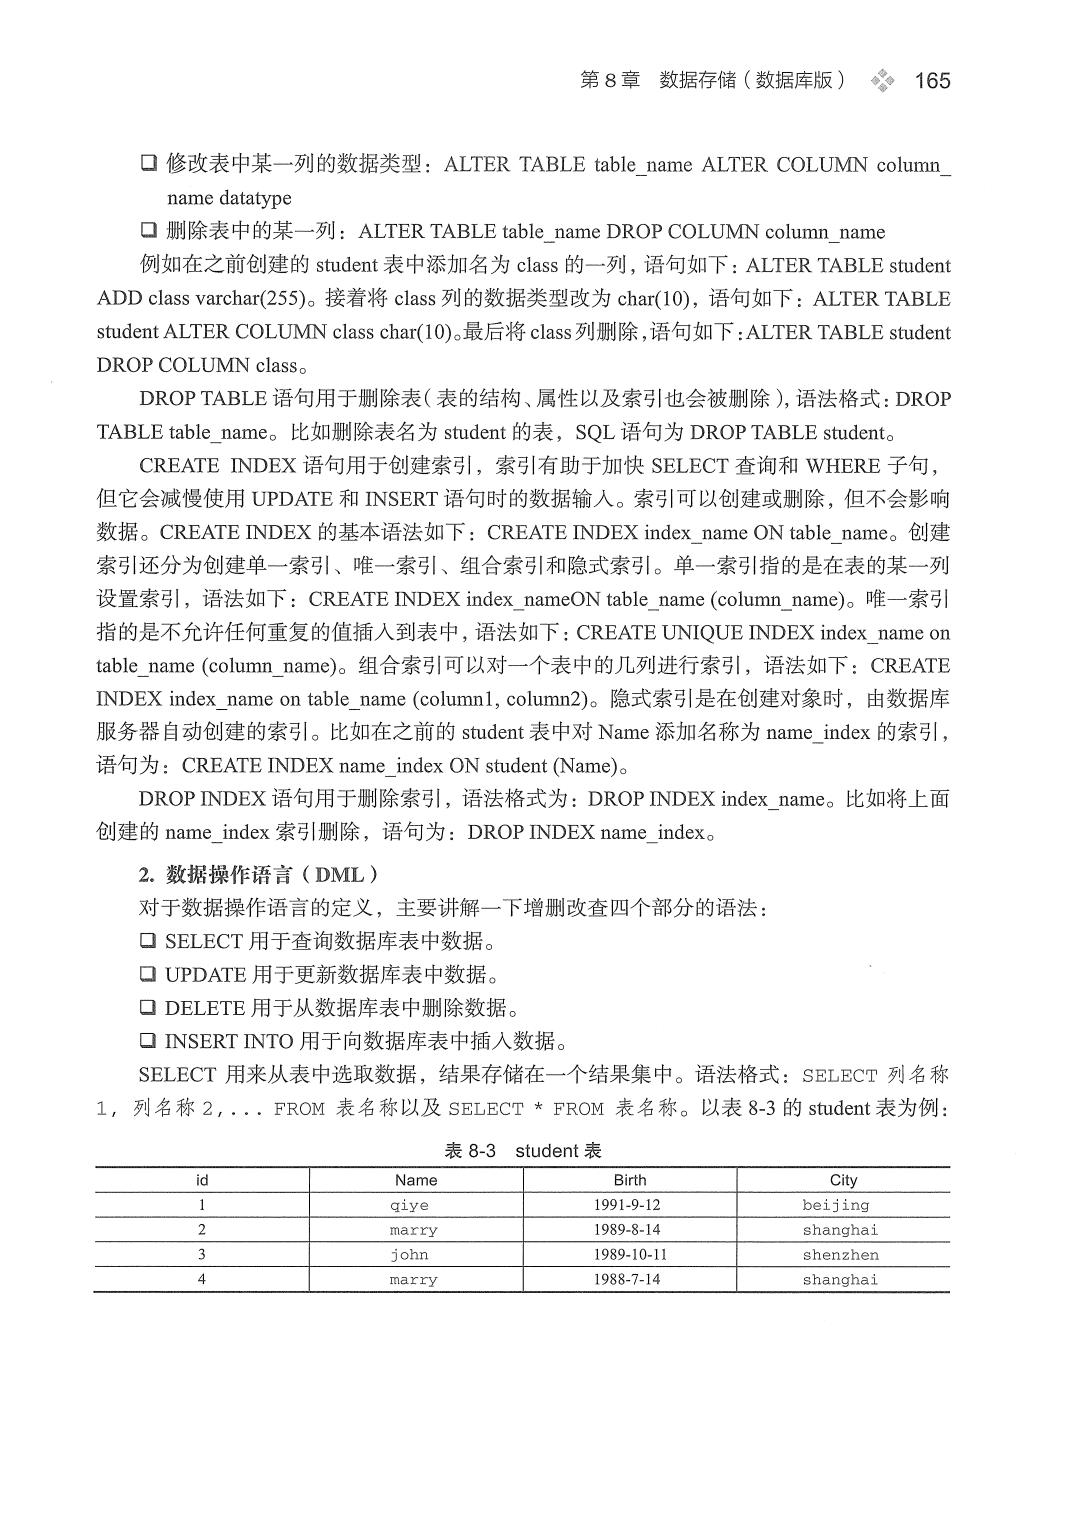 第 8 章 数据存储（数据库版） 165
❑ 修改表中某一列的数据类型：ALTER TABLE table_name ALTER COLUMN column_
name datatype
❑ 删除表中的某一列：ALTER TABLE table_name DROP COLUMN column_name
例如在之前创建的 student 表中添加名为 class 的一列，语句如下：ALTER TABLE student
ADD class varchar(255)。接着将 class 列的数据类型改为 char(10)，语句如下：ALTER TABLE
student ALTER COLUMN class char(10)。最后将 class 列删除，语句如下：ALTER TABLE student
DROP COLUMN class。
DROP TABLE 语句用于删除表（表的结构、属性以及索引也会被删除），语法格式：DROP
TABLE table_name。比如删除表名为 student 的表，SQL 语句为 DROP TABLE student。
CREATE INDEX 语句用于创建索引，索引有助于加快 SELECT 查询和 WHERE 子句，
但它会减慢使用 UPDATE 和 INSERT 语句时的数据输入。索引可以创建或删除，但不会影响
数据。CREATE INDEX 的基本语法如下：CREATE INDEX index_name ON table_name。创建
索引还分为创建单一索引、唯一索引、组合索引和隐式索引。单一索引指的是在表的某一列
设置索引，语法如下：CREATE INDEX index_nameON table_name (column_name)。唯一索引
指的是不允许任何重复的值插入到表中，语法如下：CREATE UNIQUE INDEX index_name on
table_name (column_name)。组合索引可以对一个表中的几列进行索引，语法如下：CREATE
INDEX index_name on table_name (column1, column2)。隐式索引是在创建对象时，由数据库
服务器自动创建的索引。比如在之前的 student 表中对 Name 添加名称为 name_index 的索引，
语句为：CREATE INDEX name_index ON student (Name)。
DROP INDEX 语句用于删除索引，语法格式为：DROP INDEX index_name。比如将上面
创建的 name_index 索引删除，语句为：DROP INDEX name_index。
2. 数据操作语言（DML）
对于数据操作语言的定义，主要讲解一下增删改查四个部分的语法：
❑ SELECT 用于查询数据库表中数据。
❑ UPDATE 用于更新数据库表中数据。
❑ DELETE 用于从数据库表中删除数据。
❑ INSERT INTO 用于向数据库表中插入数据。
SELECT 用来从表中选取数据，结果存储在一个结果集中。语法格式：SELECT 列名称
1, 列名称 2,... FROM 表名称以及 SELECT * FROM 表名称。以表 8-3 的 student 表为例：
表 8-3 student 表
id Name Birth City
1 qiye 1991-9-12 beijing
2 marry 1989-8-14 shanghai
3 john 1989-10-11 shenzhen
4 marry 1988-7-14 shanghai